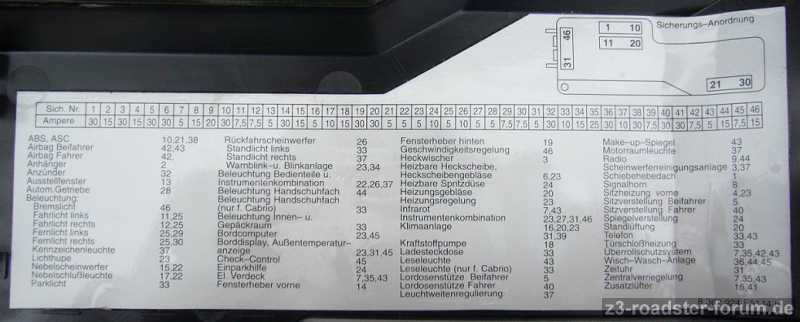 Sicherungs-Anordnung
46
31
1 10
11 20
21 30
Sich. Nr. 1 2 3 4 5 6 7 8 9 10 11 12 13 14 15 16 17 18 19 20 21 22 23 24 25 26 27 28 29 30 31 32 33 34 35 36 37 38 39 40 41 42 43 44 45 46
Ampere
ABS, ASC 10,21,38
Airbag Beifahrer 42,43
Airbag Fahrer 42,
Anhänger 2
Anzünder 32
Ausstellfenster 13
Autom.Getriebe 28
Beleuchtung:
Bremslicht 46
Fahrlicht links 11,25
Fahrlicht rechts 12,25
Fernlicht links 25,29
Fernlicht rechts 25,30
Kennzeichenleuchte 37
Lichthupe 23
Nebelscheinwerfer 15,22
Nebelschlußleuchte 17,22
Parklicht 33
Rückfahrscheinwerfer 26
Standlicht links 33
Standlicht rechts 37
Warnblink- u. Blinkanlage 23,34
Beleuchtung Bedienteile u.
Instrumentenkombination 22,26,37
Beleuchtung Handschuhfach 44
Beleuchtung Handschuhfach
(nur f. Cabrio) 33
Beleuchtung Innen- u.
Gepäckraum 33
Bordcomputer 23,45
Borddisplay, Außentemperatur-
anzeige 23,31,45
Check-Control 45
Einparkhilfe 24
El. Verdeck 7,35,43
Fensterheber vorne 14
Fensterheber hinten 19
Geschwindigkeitsregelung 46
Heckwischer 3
Heizbare Heckscheibe,
Heckscheibengebläse 6,23
Heizbare Spritzdüse 24
Heizungsgebläse 20
Heizungsregelung 23
Infrarot 7,43
Instrumentenkombination 23,27,31,46
Klimaanlage 16,20,23
31,39
Kraftstoffpumpe 18
Ladesteckdose 33
Leseleuchte 43
Leseleuchte (nur f. Cabrio) 33
Lordosenstütze Beifahrer 5
Lordosenstütze Fahrer 40
Leuchtweitenregulierung 37
Make-up-Spiegel 43
Motorraumleuchte 37
Radio 9,44
Scheinwerfenreinigungsanlage 3,37
Schiebehebedach 1
Signalhorn 8
Sitzheizung vorne 4,23
Sitzverstellung Beifahrer 5
Sitzverstellung Fahrer 40
Spiegelverstellung 24
Standlüftung 20
Telefon 33,43
Türschloßheizung 33
Überrollschutzsystem 7,35,42,43
Wisch-Wasch-Anlage 36,44,45
Zeituhr 31
Zentralverregelung 7,35,43
Zusatzlüfter 15,41
z3-roadster-forum.de